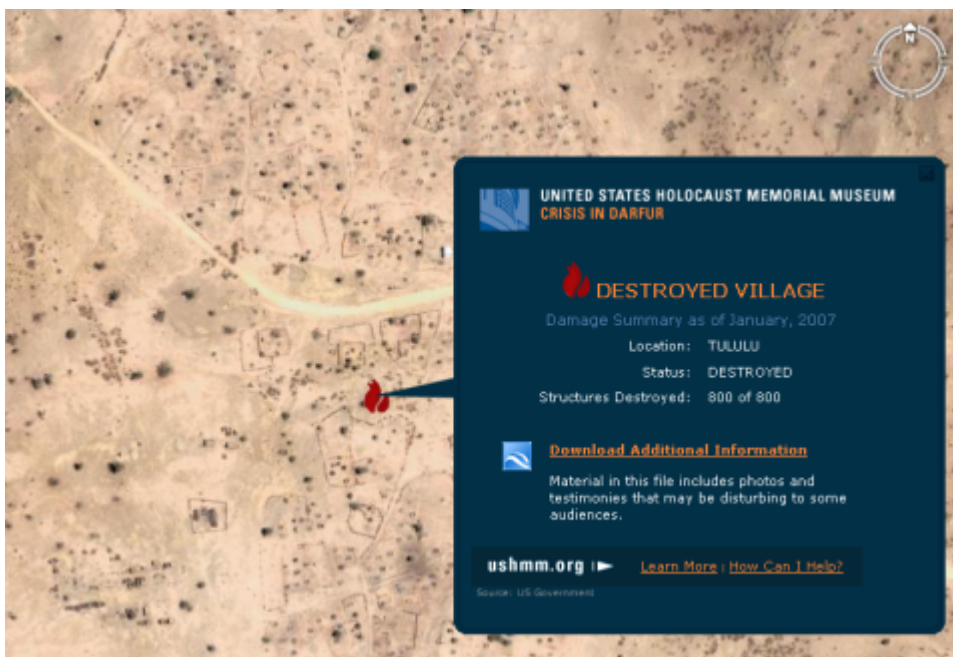 N
UNITED STATES HOLOCAUST MEMORIAL MUSEUM
CRISIS IN DARFUR
DESTROYED VILLAGE
Damage Summary as of January, 2007
Location: TULULU
Status: DESTROYED
Structures Destroyed: 800 of 800
Download Additional Information
Material in this file includes photos and
testimonies that may be disturbing to some
audiences.
ushmm.org Learn More | How Can I Help?
Source: US Government